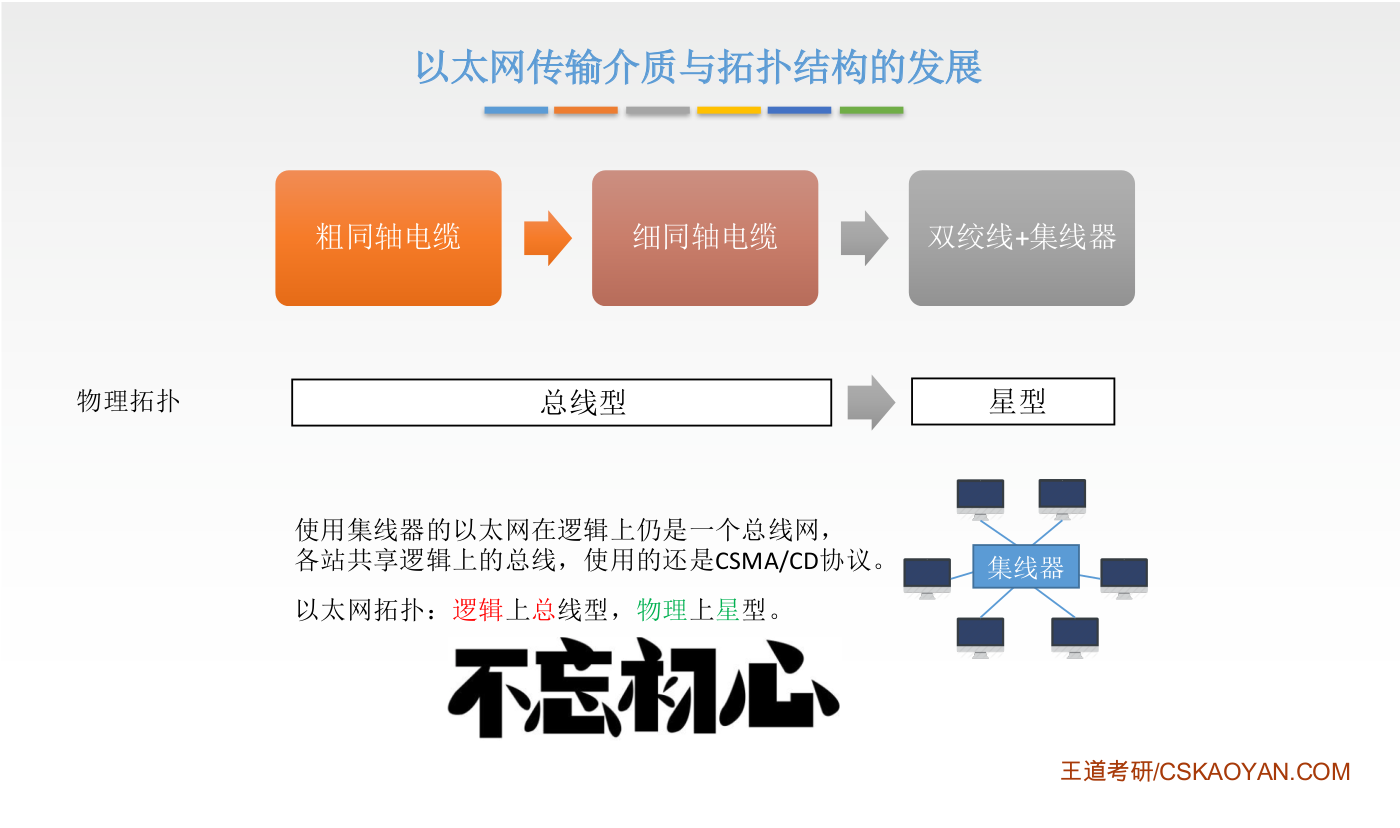 以太网传输介质与拓扑结构的发展
粗同轴电缆
细同轴电缆
双绞线+集线器
物理拓扑
总线型
星型
使用集线器的以太网在逻辑上仍是一个总线网，
各站共享逻辑上的总线，使用的还是CSMA/CD协议。
以太网拓扑：逻辑上总线型，物理上星型。
集线器
不忘初心
王道考研/CSKAOYAN.COM